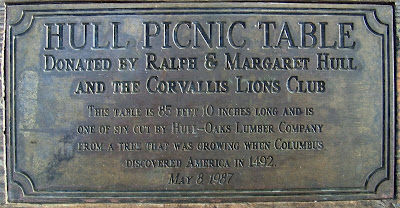 HULL PICNIC TABLE
DONATED BY RALPH & MARGARET HULL
AND THE CORVALLIS LIONS CLUB
THIS TABLE IS 85 FEET 10 INCHES LONG AND IS
ONE OF SIX CUT BY HULL-OAKS LUMBER COMPANY
FROM A TREE THAT WAS GROWING WHEN COLUMBUS
DISCOVERED AMERICA IN 1492.
MAY 8, 1987